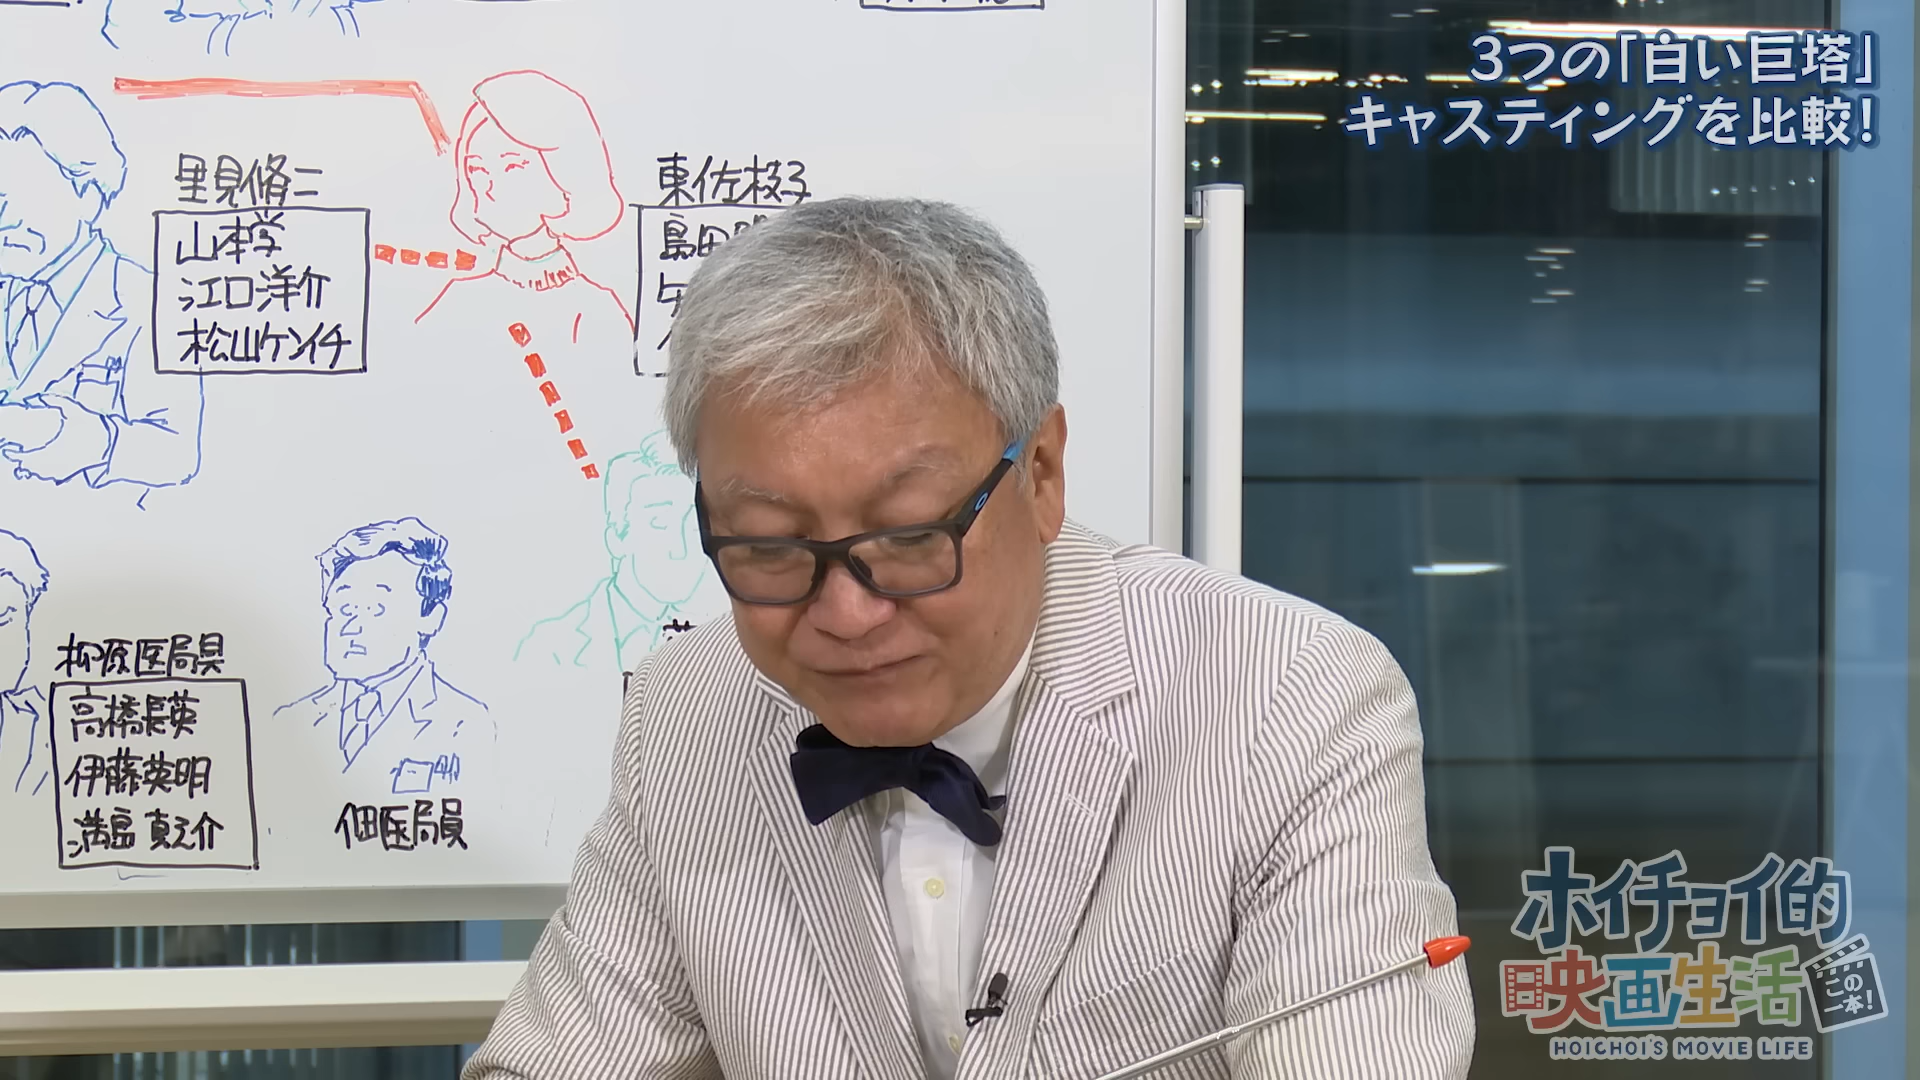 3つの「白い巨塔」
キャスティングを比較!
里見脩二
山本学
江口洋介
松山ケンイチ
東佐枝子
島田
矢
松原医局員
高橋長英
伊藤英明
満島真之介
佃医局員
ホイチョイ的
映画生活
この
一本!
HOICHOI'S MOVIE LIFE